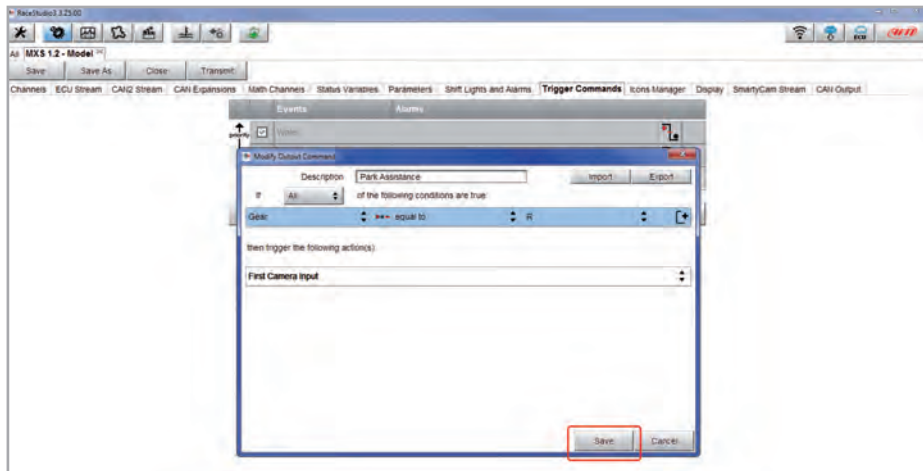 RaceStudio3 3.25.00
ECU
All MXS 1.2 - Model
Save Save As Close Transmit
Channels ECU Stream CAN2 Stream CAN Expansions Math Channels Status Variables Parameters Shift Lights and Alarms Trigger Commands Icons Manager Display SmartyCam Stream CAN Output
Events Alarms
priority
Modify Output Command
Description Park Assistance Import Export
If All of the following conditions are true:
Gear equal to R
then trigger the following action(s)
First Camera Input
Save Cancel